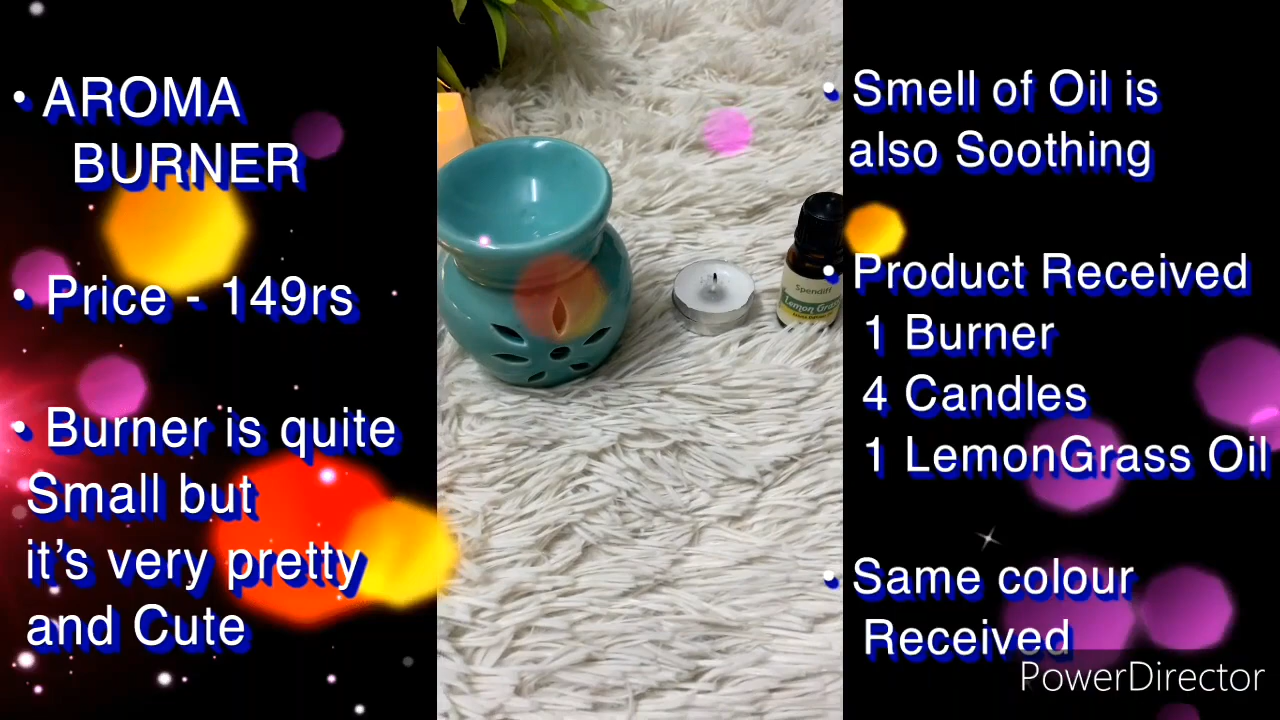 • AROMA
BURNER
• Price - 149rs
• Burner is quite
Small but
it's very pretty
and Cute
Spendiff
Lemon Grass
• Smell of Oil is
also Soothing
• Product Received
1 Burner
4 Candles
1 LemonGrass Oil
• Same colour
Received
PowerDirector